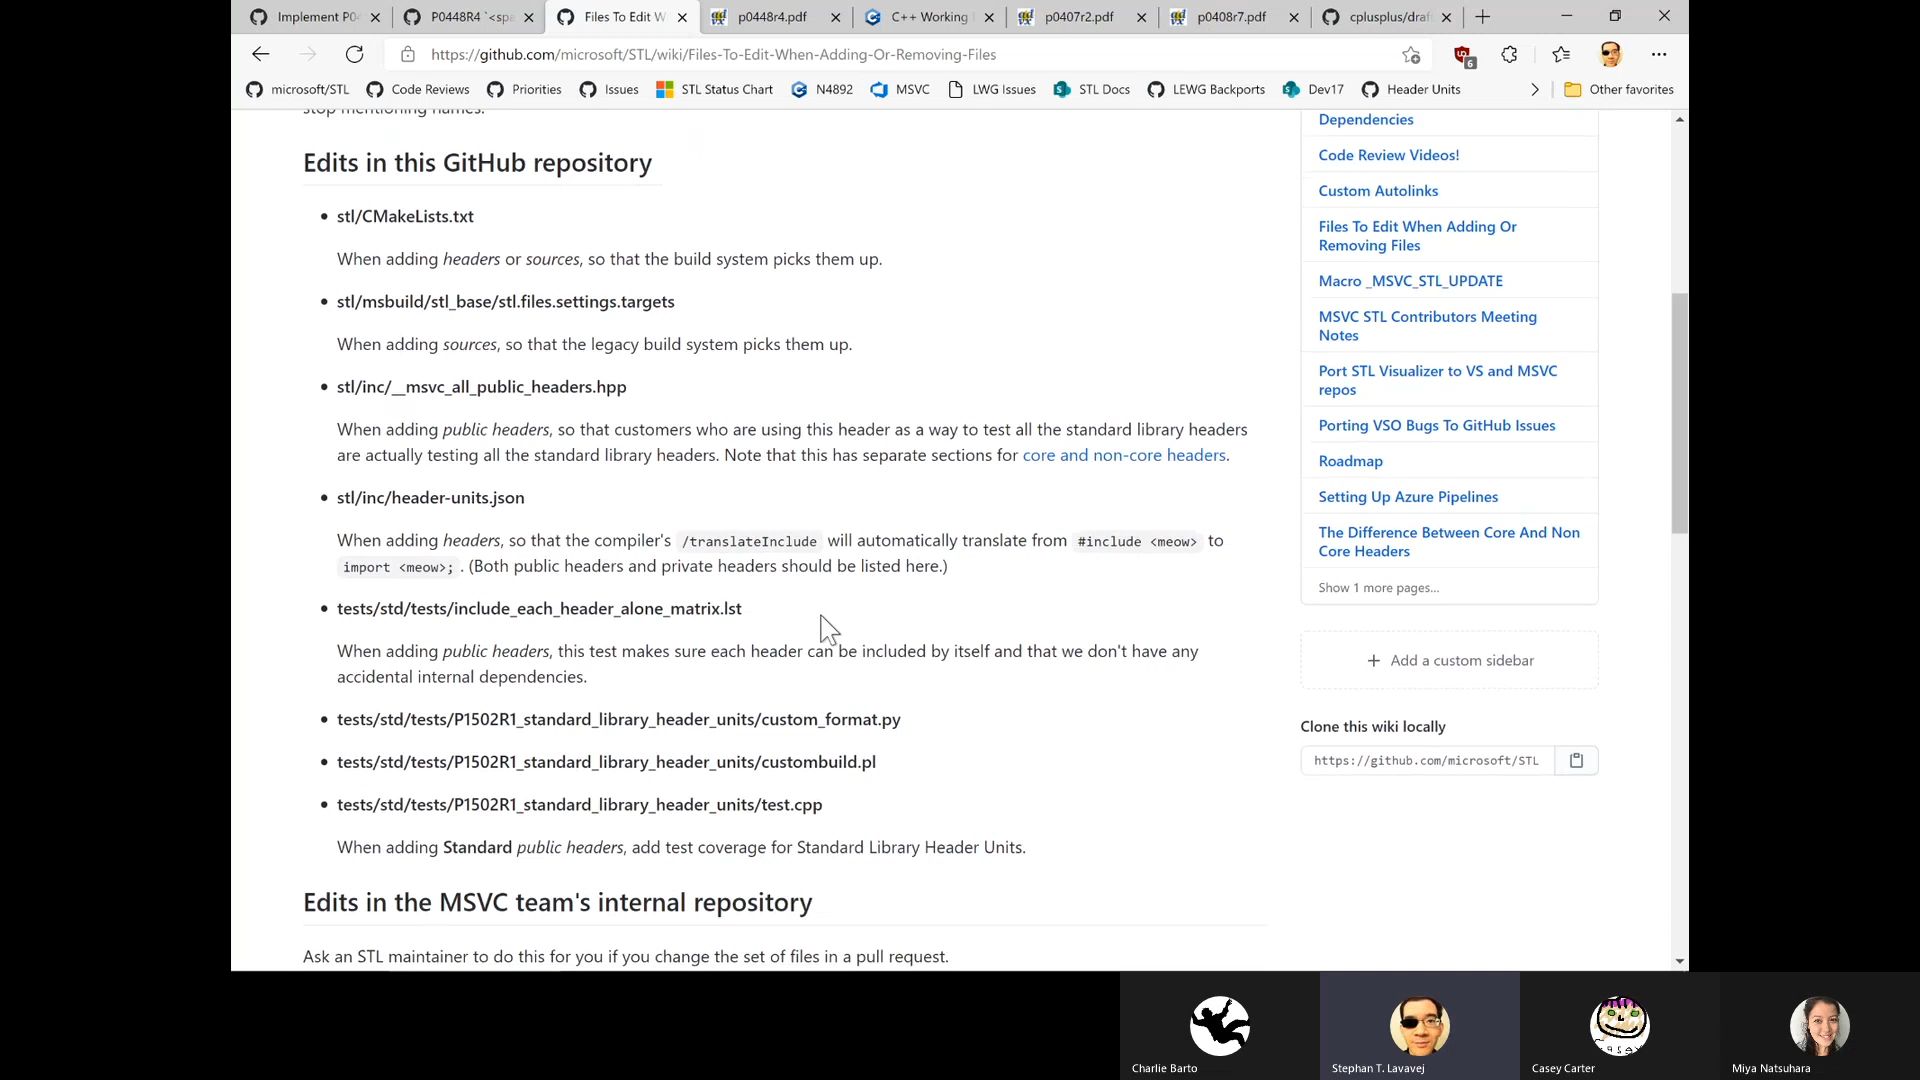 Implement P0
P0448R4 `<spa
Files To Edit W
p0448r4.pdf
C++ Working
p0407r2.pdf
p0408r7.pdf
cplusplus/draf
https://github.com/microsoft/STL/wiki/Files-To-Edit-When-Adding-Or-Removing-Files
6
microsoft/STL
Code Reviews
Priorities
Issues
STL Status Chart
N4892
MSVC
LWG Issues
STL Docs
LEWG Backports
Dev17
Header Units
Other favorites
stop mentioning names.
Edits in this GitHub repository
• stl/CMakeLists.txt
When adding headers or sources, so that the build system picks them up.
• stl/msbuild/stl_base/stl.files.settings.targets
When adding sources, so that the legacy build system picks them up.
• stl/inc/__msvc_all_public_headers.hpp
When adding public headers, so that customers who are using this header as a way to test all the standard library headers
are actually testing all the standard library headers. Note that this has separate sections for core and non-core headers.
• stl/inc/header-units.json
When adding headers, so that the compiler's /translateInclude will automatically translate from #include <meow> to
import <meow>; . (Both public headers and private headers should be listed here.)
• tests/std/tests/include_each_header_alone_matrix.lst
When adding public headers, this test makes sure each header can be included by itself and that we don't have any
accidental internal dependencies.
• tests/std/tests/P1502R1_standard_library_header_units/custom_format.py
• tests/std/tests/P1502R1_standard_library_header_units/custombuild.pl
• tests/std/tests/P1502R1_standard_library_header_units/test.cpp
When adding Standard public headers, add test coverage for Standard Library Header Units.
Edits in the MSVC team's internal repository
Ask an STL maintainer to do this for you if you change the set of files in a pull request.
Dependencies
Code Review Videos!
Custom Autolinks
Files To Edit When Adding Or
Removing Files
Macro _MSVC_STL_UPDATE
MSVC STL Contributors Meeting
Notes
Port STL Visualizer to VS and MSVC
repos
Porting VSO Bugs To GitHub Issues
Roadmap
Setting Up Azure Pipelines
The Difference Between Core And Non
Core Headers
Show 1 more pages…
+ Add a custom sidebar
Clone this wiki locally
https://github.com/microsoft/STL
Charlie Barto
Stephan T. Lavavej
Casey Carter
Miya Natsuhara